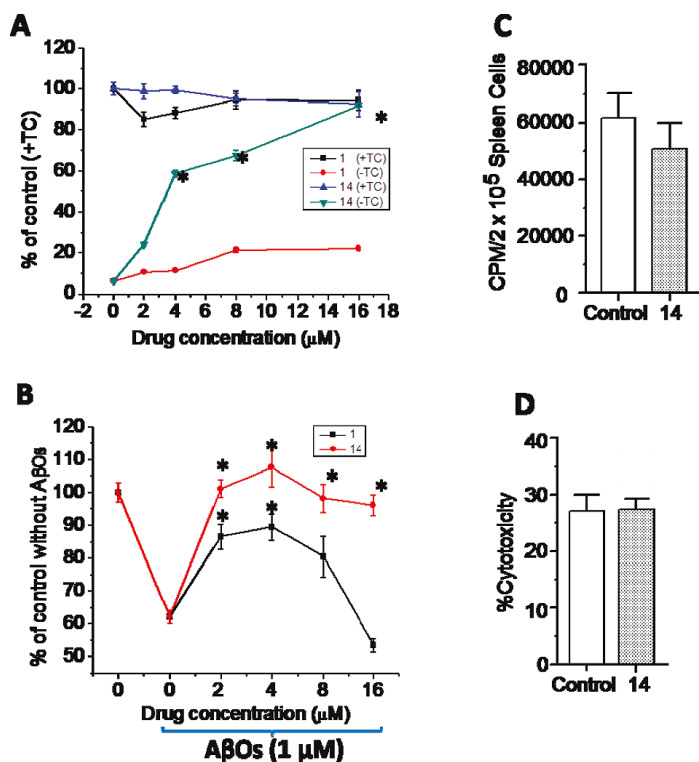 A
120
100
80
60
40
20
0
% of control (+TC)
1 (+TC)
1 (-TC)
14 (+TC)
14 (-TC)
* * *
-2 0 2 4 6 8 10 12 14 16 18
Drug concentration (µM)
B
120
110
100
90
80
70
60
50
% of control without AβOs
1
14
* * * *
* *
0 0 2 4 8 16
Drug concentration (µM)
AβOs (1 µM)
C
80000
60000
40000
20000
0
CPM/2 x 10⁵ Spleen Cells
Control 14
D
40
30
20
10
0
%Cytotoxicity
Control 14